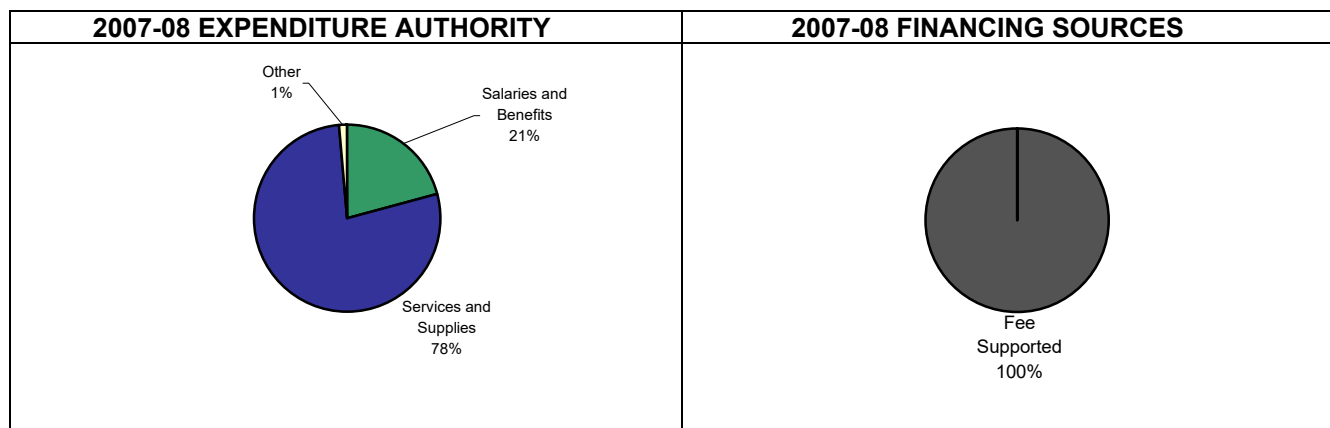 2007-08 EXPENDITURE AUTHORITY
Other
1%
Salaries and
Benefits
21%
Services and
Supplies
78%
2007-08 FINANCING SOURCES
Fee
Supported
100%